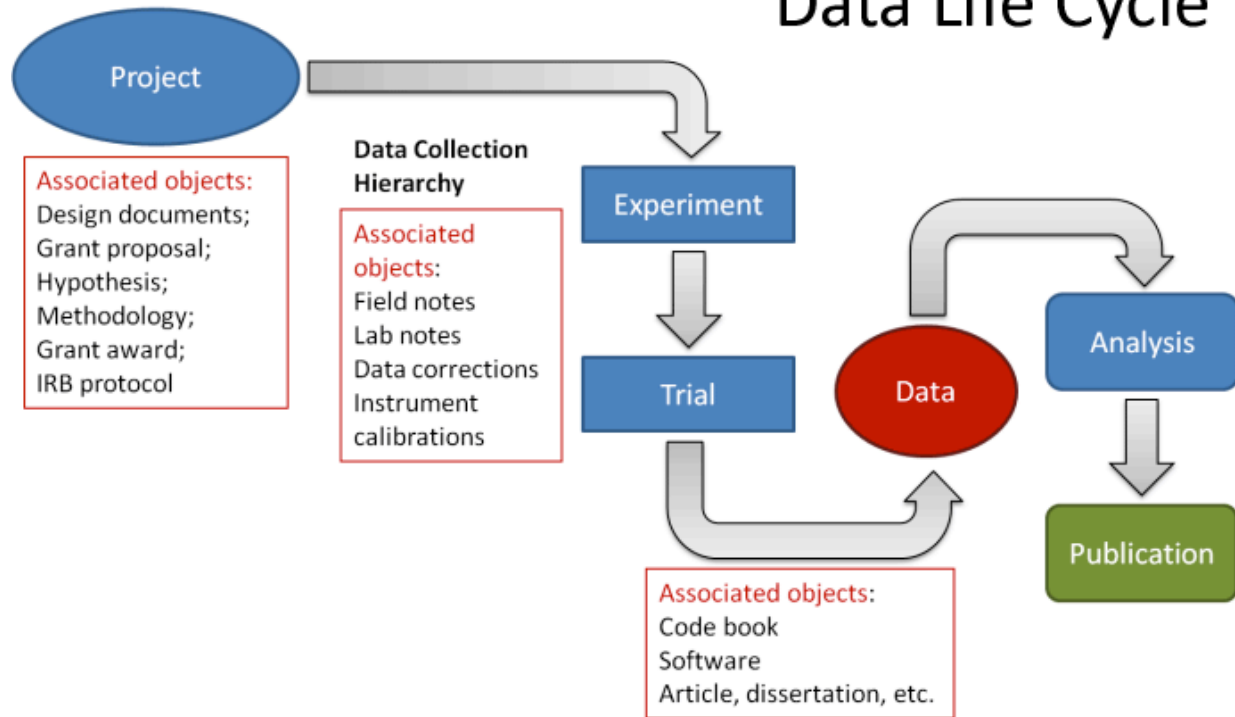 Data Life Cycle
Project
Associated objects:
Design documents;
Grant proposal;
Hypothesis;
Methodology;
Grant award;
IRB protocol
Data Collection
Hierarchy
Associated
objects:
Field notes
Lab notes
Data corrections
Instrument
calibrations
Experiment
Trial
Data
Analysis
Publication
Associated objects:
Code book
Software
Article, dissertation, etc.